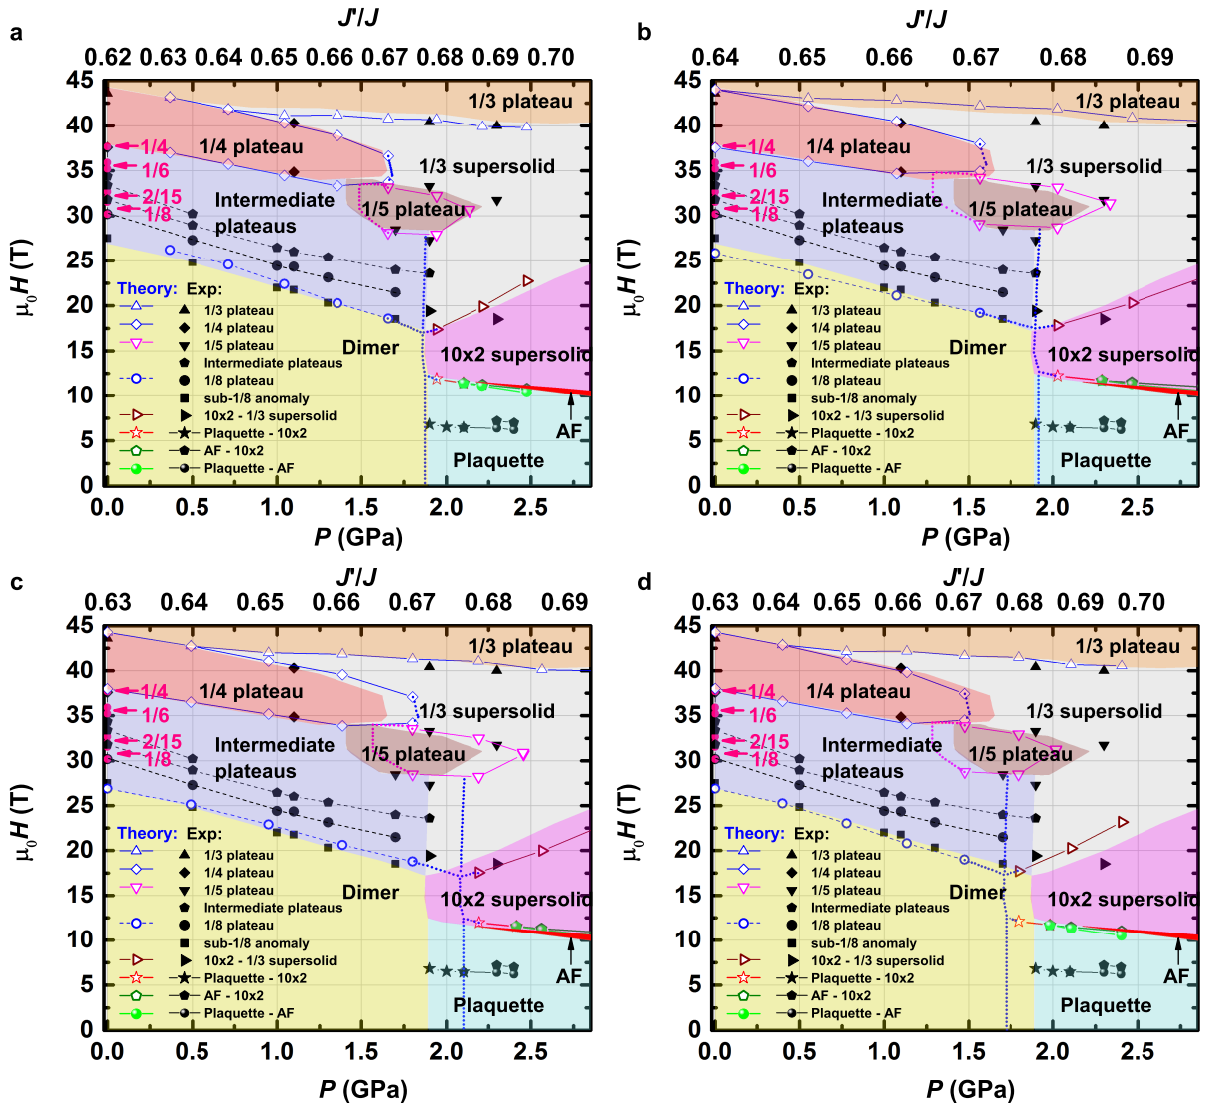 a
J'/J
0.62 0.63 0.64 0.65 0.66 0.67 0.68 0.69 0.70
45
40
35
30
25
20
15
10
5
0
μ0H (T)
1/3 plateau
1/4 plateau
1/3 supersolid
1/4
1/6
2/15
1/8
Intermediate
plateaus
1/5 plateau
Theory: Exp:
1/3 plateau
1/4 plateau
1/5 plateau
Intermediate plateaus
1/8 plateau
sub-1/8 anomaly
10x2 - 1/3 supersolid
Plaquette - 10x2
AF - 10x2
Plaquette - AF
Dimer
10x2 supersolid
AF
Plaquette
0.0 0.5 1.0 1.5 2.0 2.5
P (GPa)
b
J'/J
0.64 0.65 0.66 0.67 0.68 0.69
45
40
35
30
25
20
15
10
5
0
μ0H (T)
1/3 plateau
1/4 plateau
1/3 supersolid
1/4
1/6
2/15
1/8
Intermediate
plateaus
1/5 plateau
Theory: Exp:
1/3 plateau
1/4 plateau
1/5 plateau
Intermediate plateaus
1/8 plateau
sub-1/8 anomaly
10x2 - 1/3 supersolid
Plaquette - 10x2
AF - 10x2
Plaquette - AF
Dimer
10x2 supersolid
AF
Plaquette
0.0 0.5 1.0 1.5 2.0 2.5
P (GPa)
c
J'/J
0.63 0.64 0.65 0.66 0.67 0.68 0.69
45
40
35
30
25
20
15
10
5
0
μ0H (T)
1/3 plateau
1/4 plateau
1/3 supersolid
1/4
1/6
2/15
1/8
Intermediate
plateaus
1/5 plateau
Theory: Exp:
1/3 plateau
1/4 plateau
1/5 plateau
Intermediate plateaus
1/8 plateau
sub-1/8 anomaly
10x2 - 1/3 supersolid
Plaquette - 10x2
AF - 10x2
Plaquette - AF
Dimer
10x2 supersolid
AF
Plaquette
0.0 0.5 1.0 1.5 2.0 2.5
P (GPa)
d
J'/J
0.63 0.64 0.65 0.66 0.67 0.68 0.69 0.70
45
40
35
30
25
20
15
10
5
0
μ0H (T)
1/3 plateau
1/4 plateau
1/3 supersolid
1/4
1/6
2/15
1/8
Intermediate
plateaus
1/5 plateau
Theory: Exp:
1/3 plateau
1/4 plateau
1/5 plateau
Intermediate plateaus
1/8 plateau
sub-1/8 anomaly
10x2 - 1/3 supersolid
Plaquette - 10x2
AF - 10x2
Plaquette - AF
Dimer
10x2 supersolid
AF
Plaquette
0.0 0.5 1.0 1.5 2.0 2.5
P (GPa)